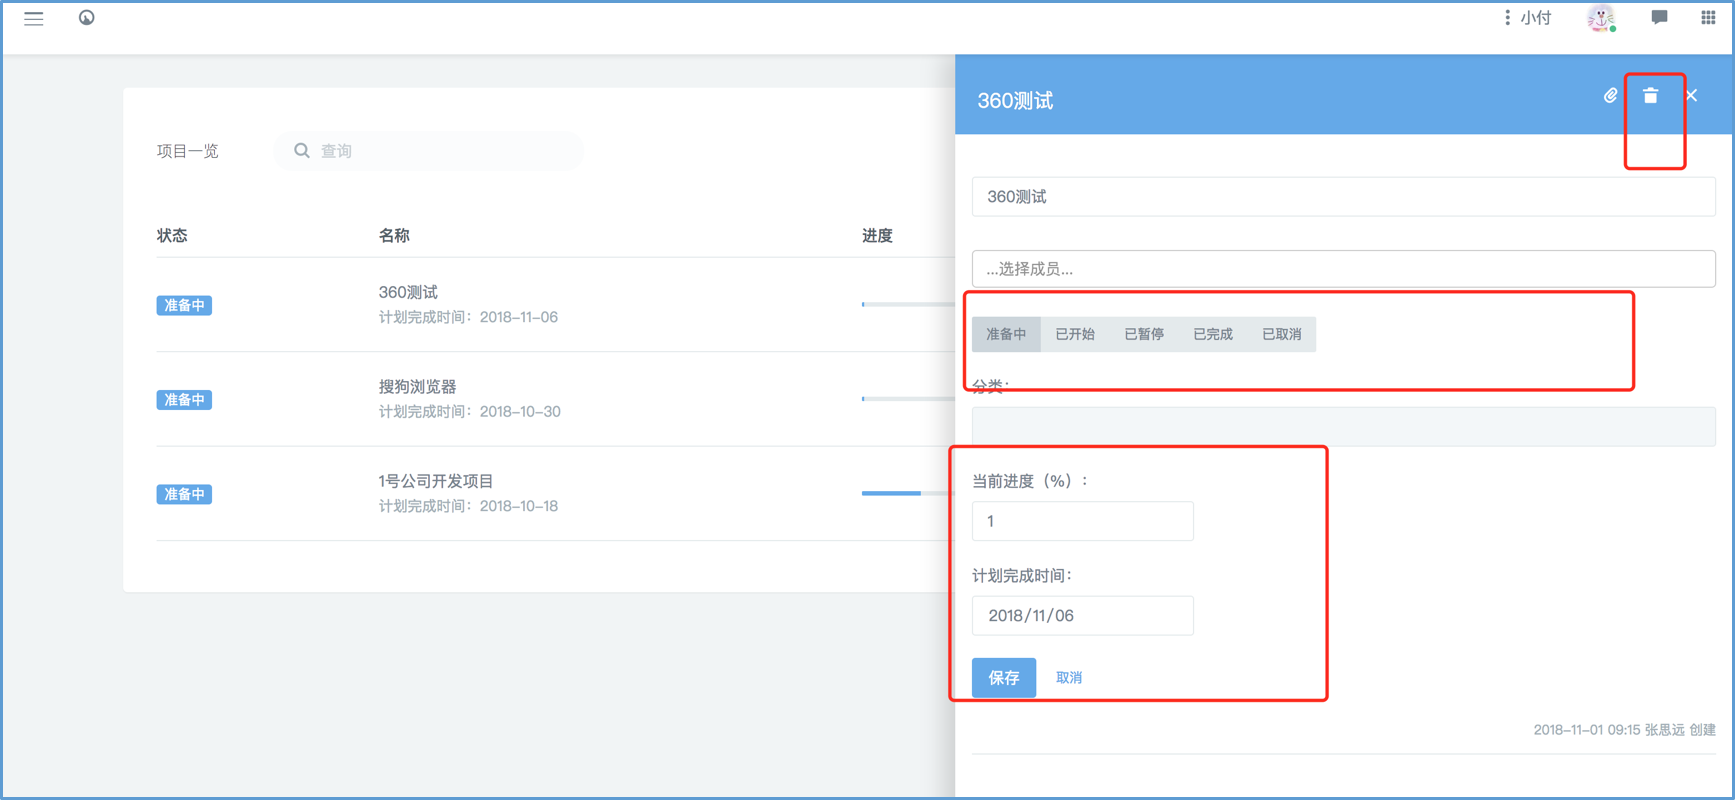 小付
360测试
项目一览
查询
状态 名称 进度
准备中
360测试
计划完成时间：2018-11-06
准备中
搜狗浏览器
计划完成时间：2018-10-30
准备中
1号公司开发项目
计划完成时间：2018-10-18
360测试
...选择成员...
准备中 已开始 已暂停 已完成 已取消
分类：
当前进度（%）：
1
计划完成时间：
2018/11/06
保存 取消
2018-11-01 09:15 张思远 创建